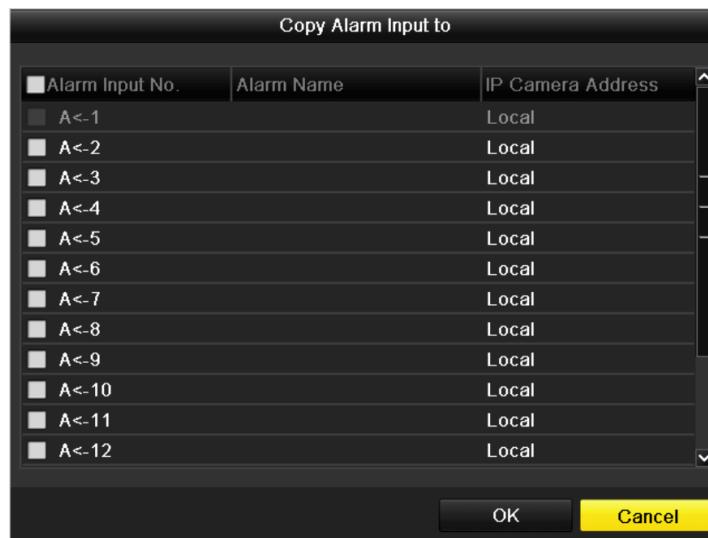 Copy Alarm Input to
Alarm Input No. Alarm Name IP Camera Address
A<-1 Local
A<-2 Local
A<-3 Local
A<-4 Local
A<-5 Local
A<-6 Local
A<-7 Local
A<-8 Local
A<-9 Local
A<-10 Local
A<-11 Local
A<-12 Local
OK Cancel